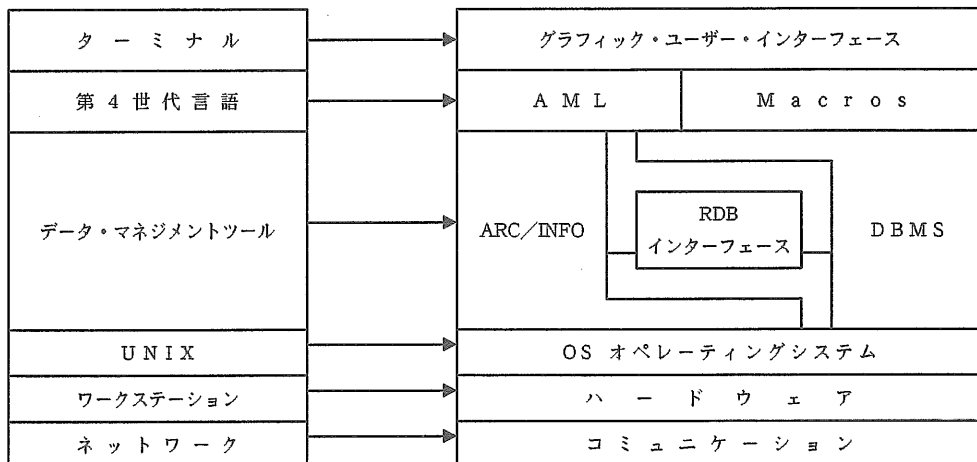 ターミナル
グラフィック・ユーザー・インターフェース
第4世代言語
AML
Macros
データ・マネジメントツール
ARC／INFO
RDB
インターフェース
DBMS
UNIX
OS オペレーティングシステム
ワークステーション
ハードウェア
ネットワーク
コミュニケーション